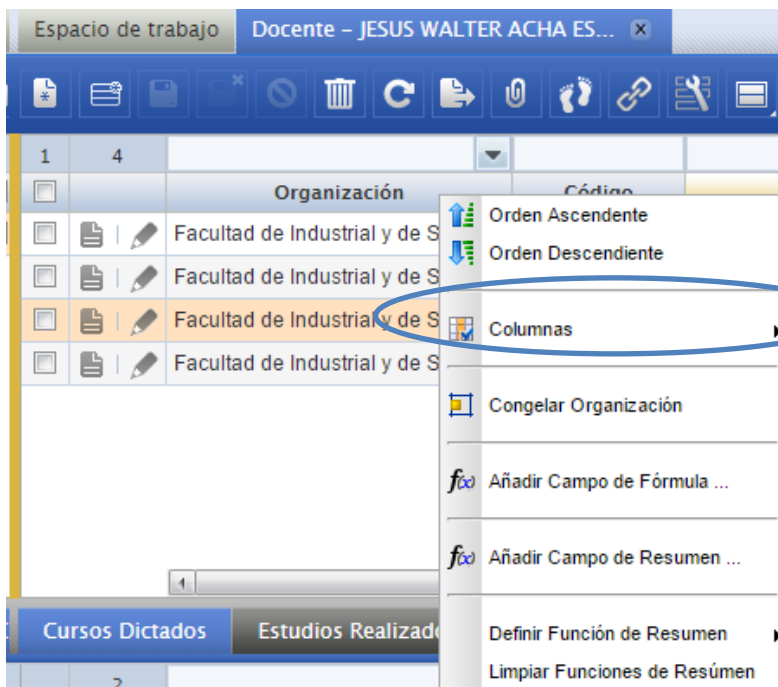 Espacio de trabajo
Docente – JESUS WALTER ACHA ES...
1 4
Organización Código
Facultad de Industrial y de S
Facultad de Industrial y de S
Facultad de Industrial y de S
Facultad de Industrial y de S
Orden Ascendente
Orden Descendiente
Columnas
Congelar Organización
f(x) Añadir Campo de Fórmula ...
f(x) Añadir Campo de Resumen ...
Definir Función de Resumen
Limpiar Funciones de Resúmen
Cursos Dictados
Estudios Realizad
2